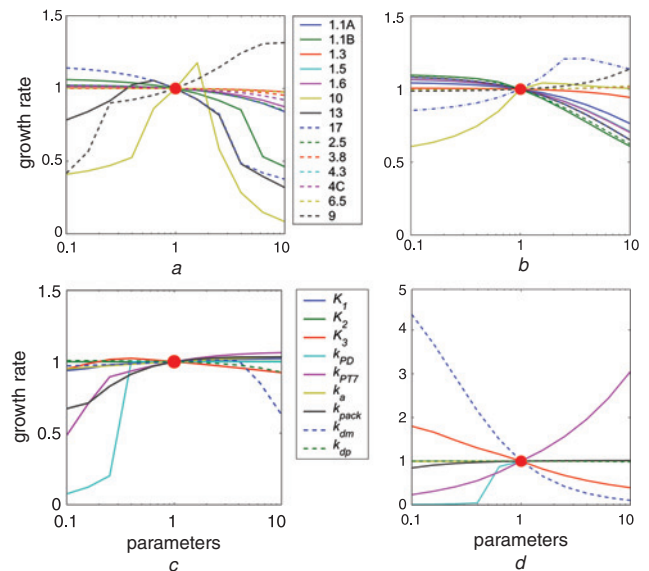 1.5
1
0.5
0
0.1
1
10
growth rate
a
1.1A
1.1B
1.3
1.5
1.6
10
13
17
2.5
3.8
4.3
4C
6.5
9
1.5
1
0.5
0
0.1
1
10
b
1.5
1
0.5
0
0.1
1
10
growth rate
parameters
c
K1
K2
K3
kPD
kPT7
ka
kpack
kdm
kdp
5
4
3
2
1
0
0.1
1
10
parameters
d